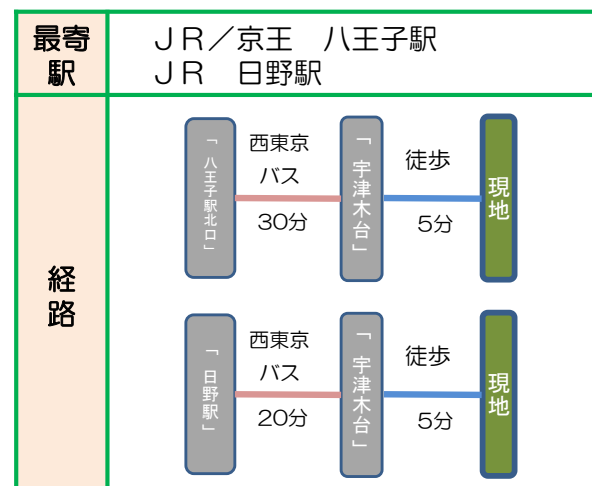 最寄
駅
ＪＲ／京王　八王子駅
ＪＲ　日野駅
経
路
「八王子駅北口」
西東京
バス
30分
「宇津木台」
徒歩
5分
現地
「日野駅」
西東京
バス
20分
「宇津木台」
徒歩
5分
現地